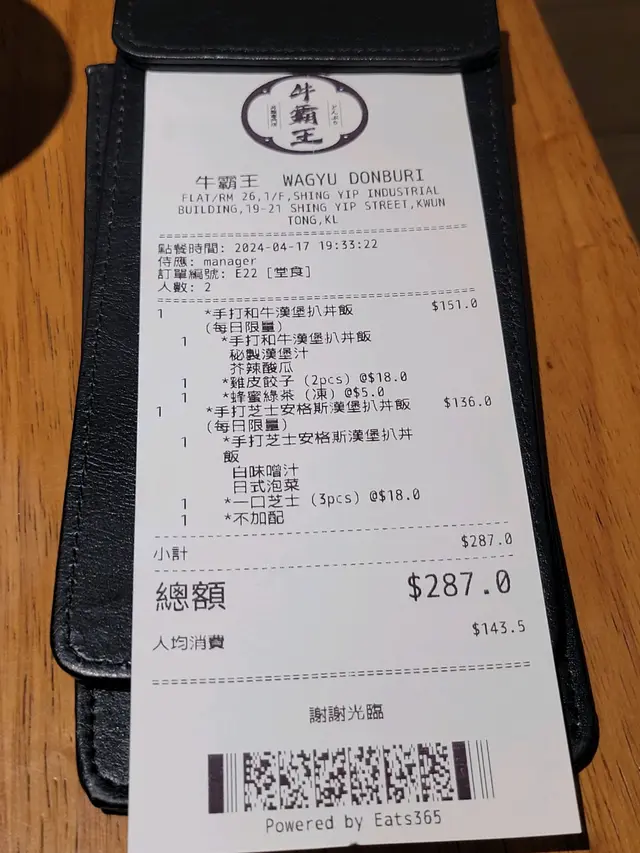 牛霸王
どんぶり
牛霸王 WAGYU DONBURI
FLAT/RM 26,1/F,SHING YIP INDUSTRIAL
BUILDING,19-21 SHING YIP STREET,KWUN
TONG,KL
點餐時間: 2024-04-17 19:33:22
侍應: manager
訂單編號: E22 [堂食]
人數: 2
1 *手打和牛漢堡扒丼飯 $151.0
(每日限量)
1 *手打和牛漢堡扒丼飯
秘製漢堡汁
芥辣酸瓜
1 *雞皮餃子 (2pcs) @$18.0
1 *蜂蜜綠茶 (凍) @$5.0
1 *手打芝士安格斯漢堡扒丼飯 $136.0
(每日限量)
1 *手打芝士安格斯漢堡扒丼
飯
白味噌汁
日式泡菜
1 *一口芝士 (3pcs) @$18.0
1 *不加配
小計 $287.0
總額 $287.0
人均消費 $143.5
謝謝光臨
Powered by Eats365